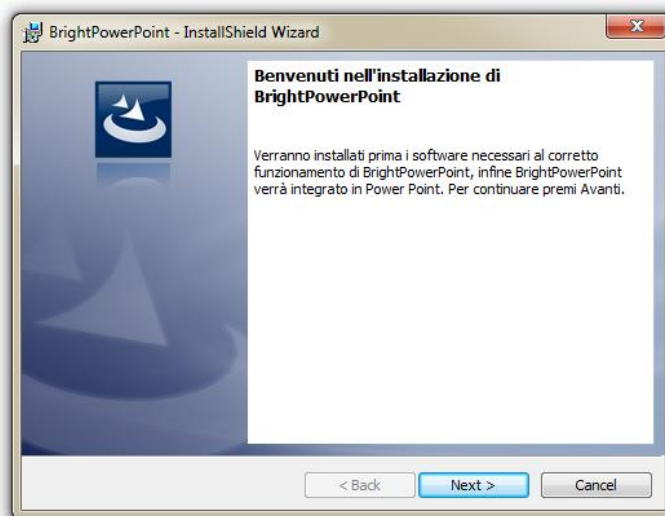 BrightPowerPoint - InstallShield Wizard
Benvenuti nell'installazione di
BrightPowerPoint
Verranno installati prima i software necessari al corretto
funzionamento di BrightPowerPoint, infine BrightPowerPoint
verrà integrato in Power Point. Per continuare premi Avanti.
< Back
Next >
Cancel